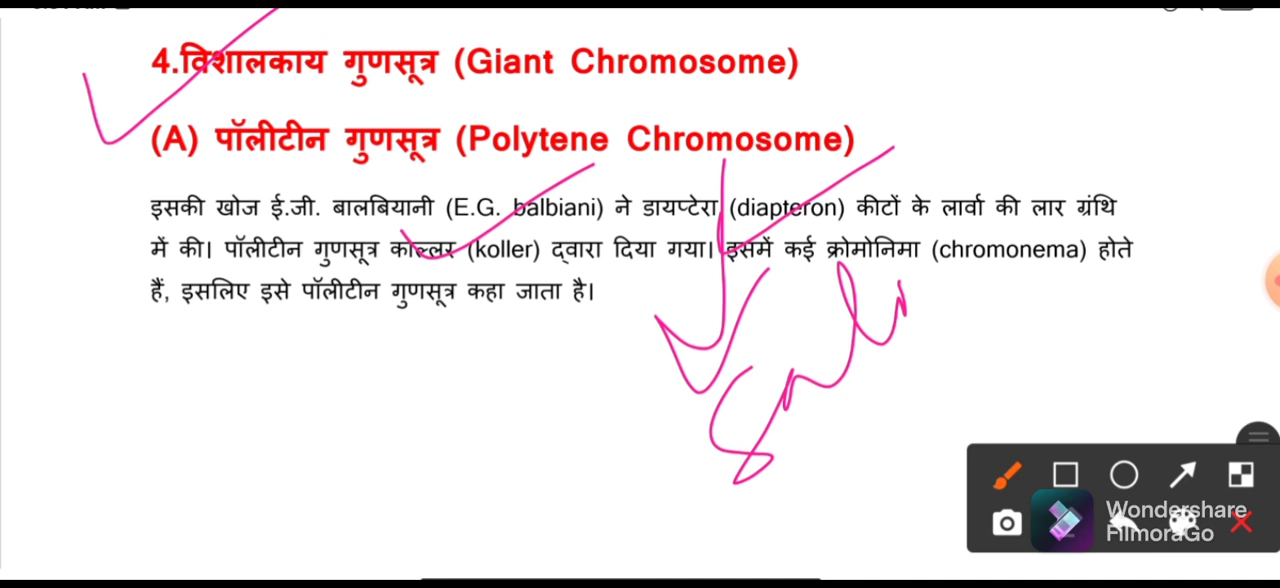 4.विशालकाय गुणसूत्र (Giant Chromosome)
(A) पॉलीटीन गुणसूत्र (Polytene Chromosome)
इसकी खोज ई.जी. बालबियानी (E.G. balbiani) ने डायप्टेरा (diapteron) कीटों के लार्वा की लार ग्रंथि
में की। पॉलीटीन गुणसूत्र काॅल्लर (koller) द्वारा दिया गया। इसमें कई क्रोमोनिमा (chromonema) होते
हैं, इसलिए इसे पॉलीटीन गुणसूत्र कहा जाता है।
Wondershare
FilmoraGo